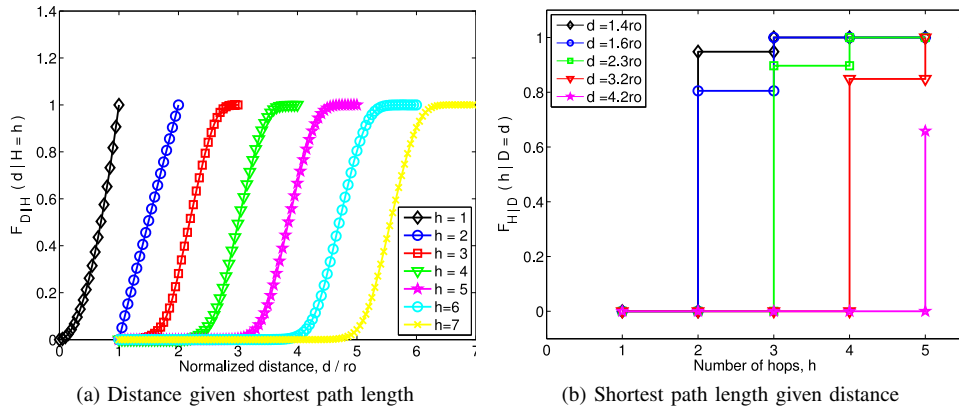 1.4
1.2
1
0.8
0.6
0.4
0.2
0
F D|H ( d | H = h )
0 1 2 3 4 5 6 7
Normalized distance, d / ro
h = 1
h = 2
h = 3
h = 4
h = 5
h=6
h=7
(a) Distance given shortest path length
1
0.8
0.6
0.4
0.2
0
F H|D ( h | D = d )
0 1 2 3 4 5
Number of hops, h
d =1.4ro
d =1.6ro
d =2.3ro
d =3.2ro
d =4.2ro
(b) Shortest path length given distance